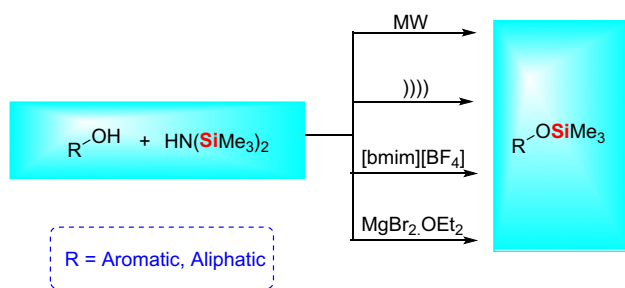 R-OH + HN(SiMe3)2
MW
))))
[bmim][BF4]
MgBr2.OEt2
R-OSiMe3
R = Aromatic, Aliphatic